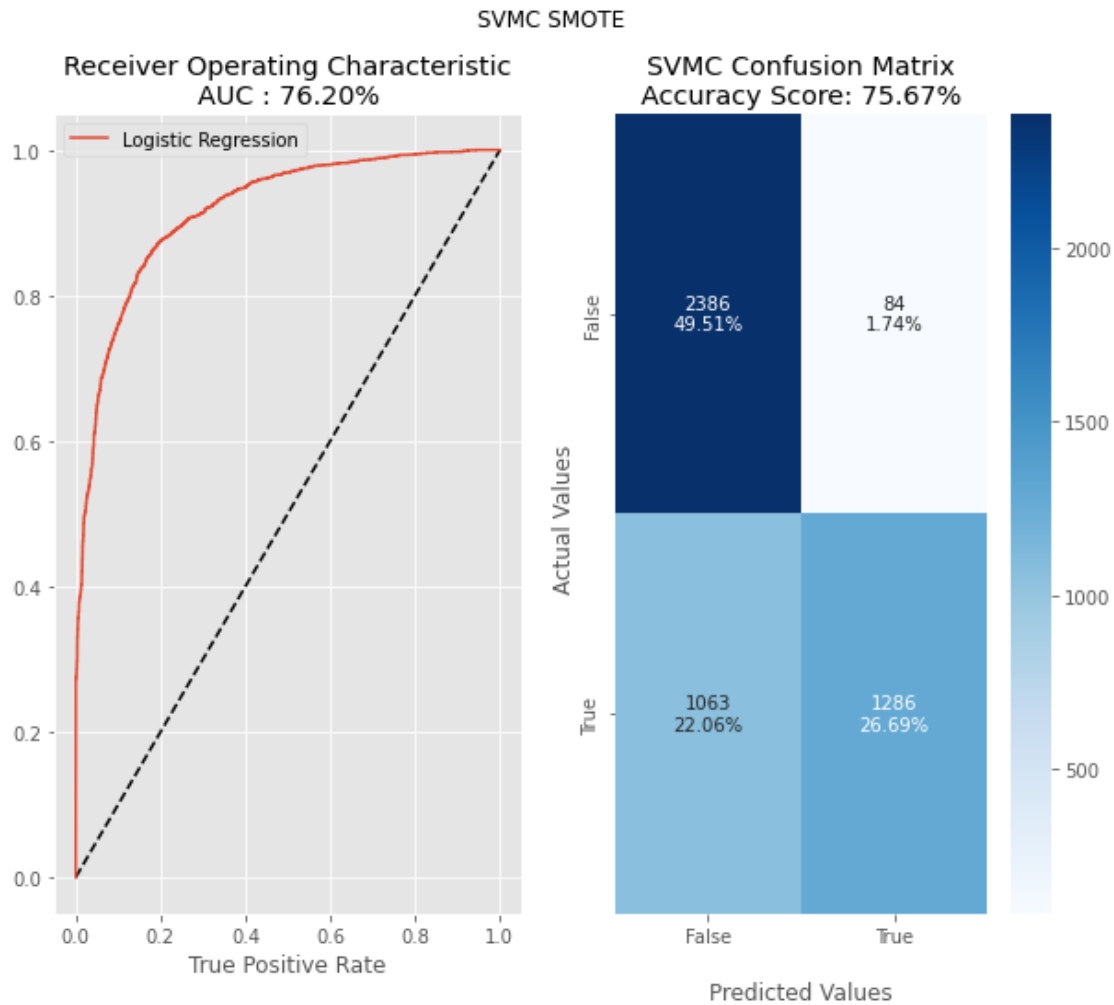 SVMC SMOTE
Receiver Operating Characteristic
AUC : 76.20%
Logistic Regression
1.0
0.8
0.6
0.4
0.2
0.0
0.0 0.2 0.4 0.6 0.8 1.0
True Positive Rate
SVMC Confusion Matrix
Accuracy Score: 75.67%
Actual Values
False
True
2386
49.51%
84
1.74%
1063
22.06%
1286
26.69%
False True
Predicted Values
2000
1500
1000
500